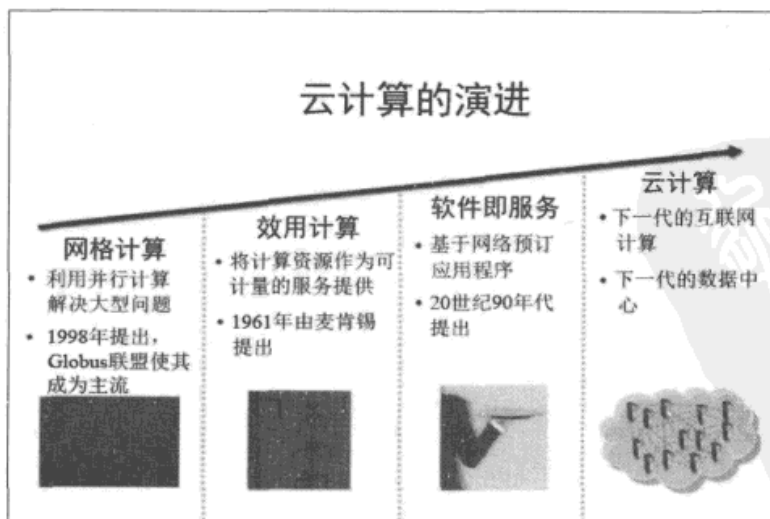 云计算的演进
网格计算
• 利用并行计算
解决大型问题
• 1998年提出，
Globus联盟使其
成为主流
效用计算
• 将计算资源作为可
计量的服务提供
• 1961年由麦肯锡
提出
软件即服务
• 基于网络预订
应用程序
• 20世纪90年代
提出
云计算
• 下一代的互联网
计算
• 下一代的数据中
心